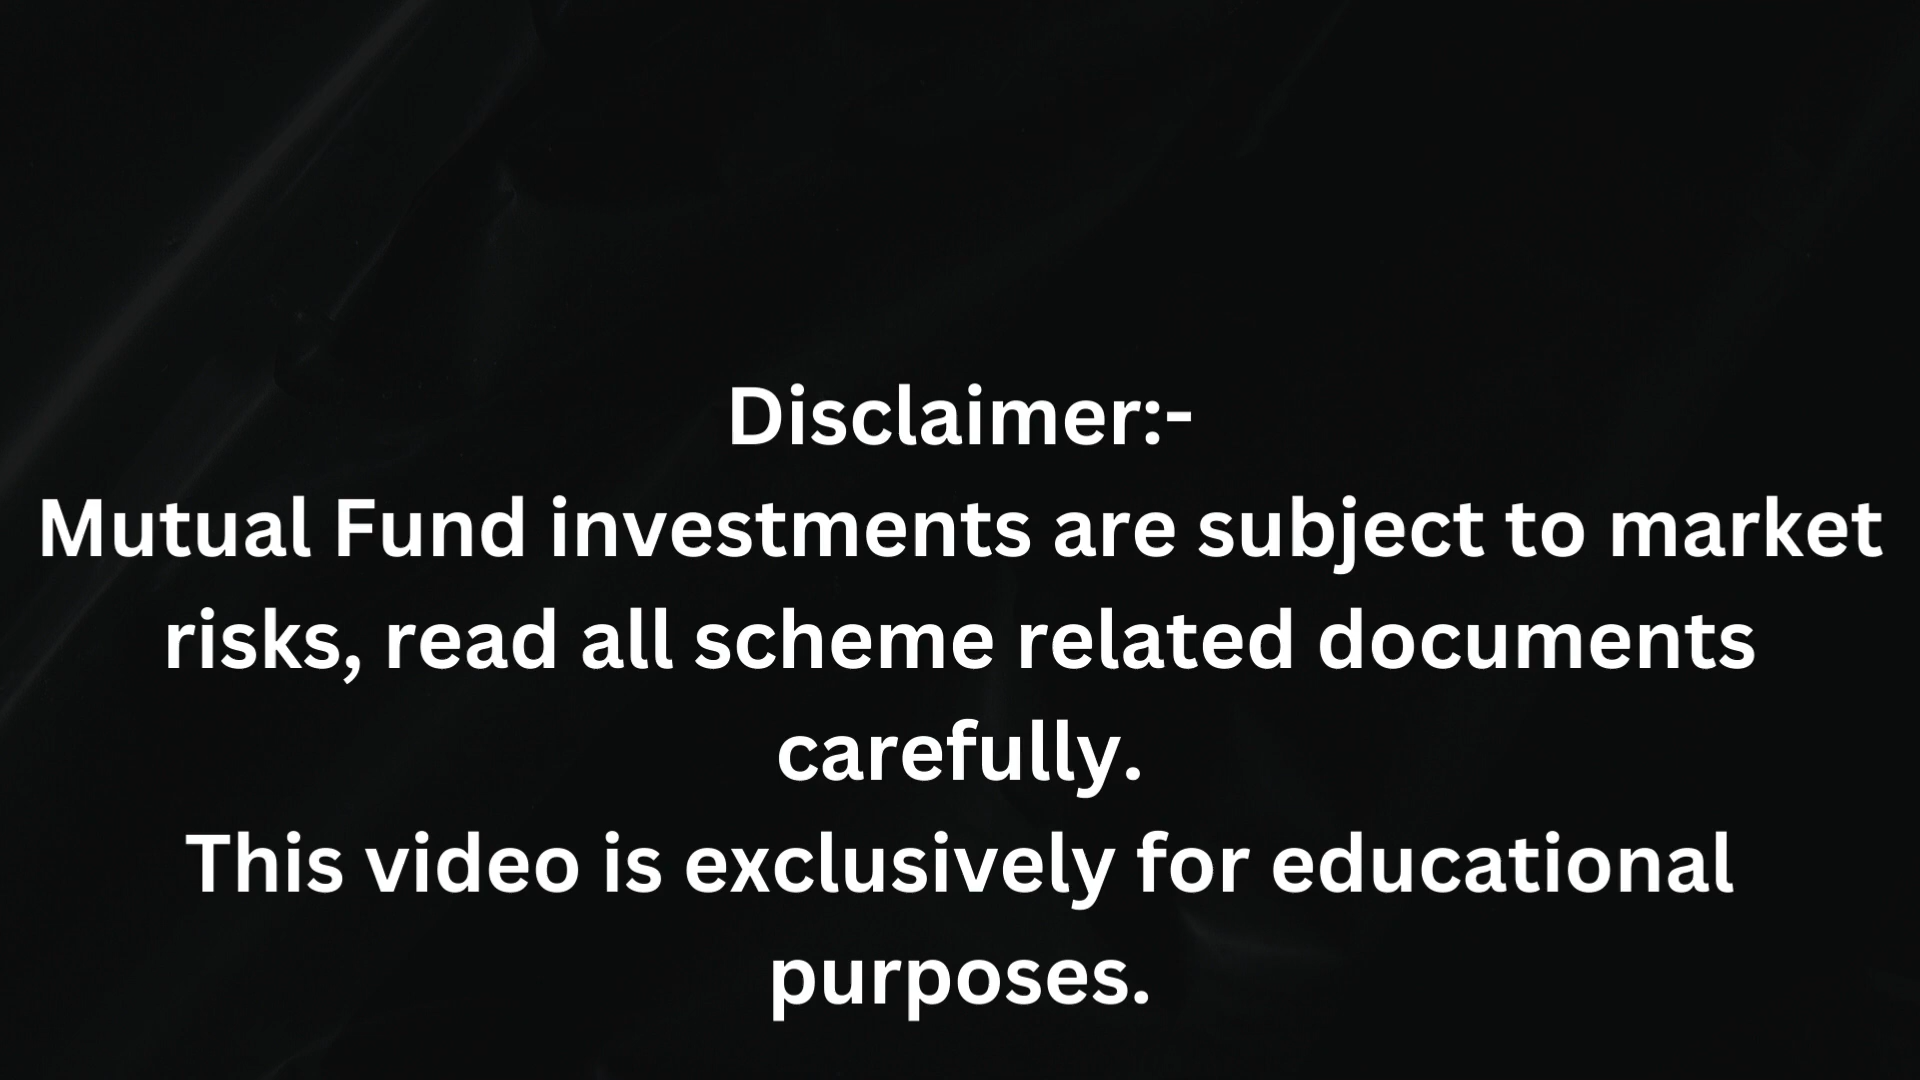 Disclaimer:-
Mutual Fund investments are subject to market
risks, read all scheme related documents
carefully.
This video is exclusively for educational
purposes.